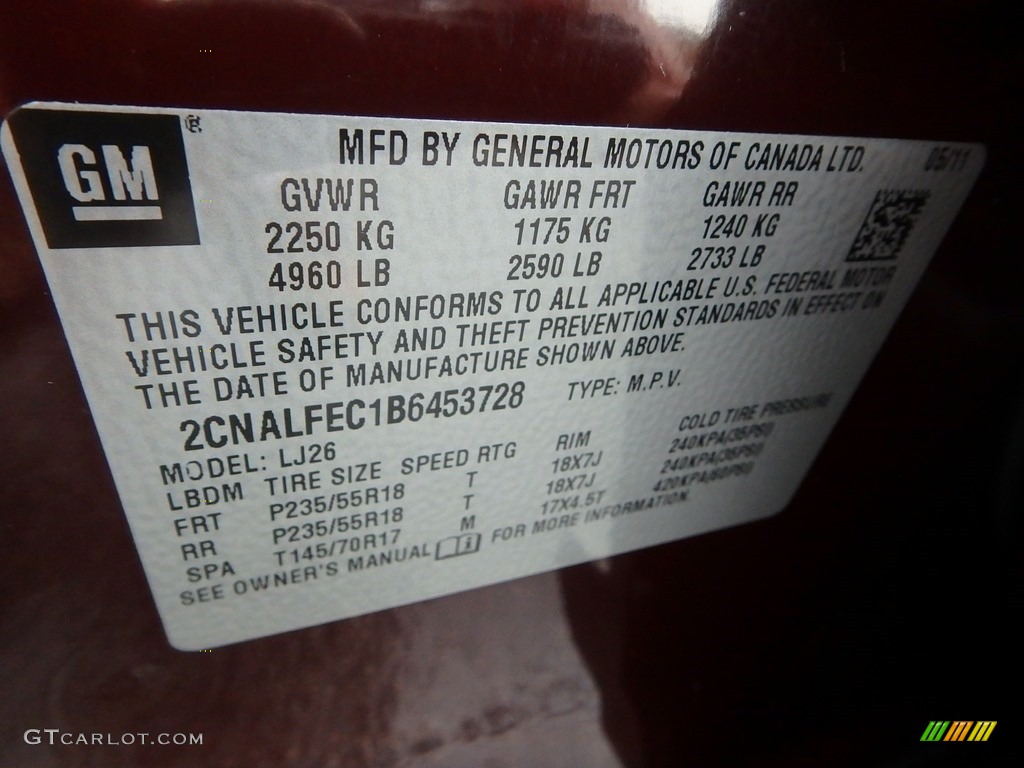 GM ®
MFD BY GENERAL MOTORS OF CANADA LTD. 05/11
GVWR GAWR FRT GAWR RR
2250 KG 1175 KG 1240 KG
4960 LB 2590 LB 2733 LB
THIS VEHICLE CONFORMS TO ALL APPLICABLE U.S. FEDERAL MOTOR
VEHICLE SAFETY AND THEFT PREVENTION STANDARDS IN EFFECT ON
THE DATE OF MANUFACTURE SHOWN ABOVE.
2CNALFEC1B6453728 TYPE: M.P.V.
MODEL: LJ26
LBDM TIRE SIZE SPEED RTG RIM COLD TIRE PRESSURE
FRT P235/55R18 T 18X7J 240KPA(35PSI)
RR P235/55R18 T 18X7J 240KPA(35PSI)
SPA T145/70R17 M 17X4.5T 420KPA(60PSI)
SEE OWNER'S MANUAL FOR MORE INFORMATION.
GTCARLOT.COM